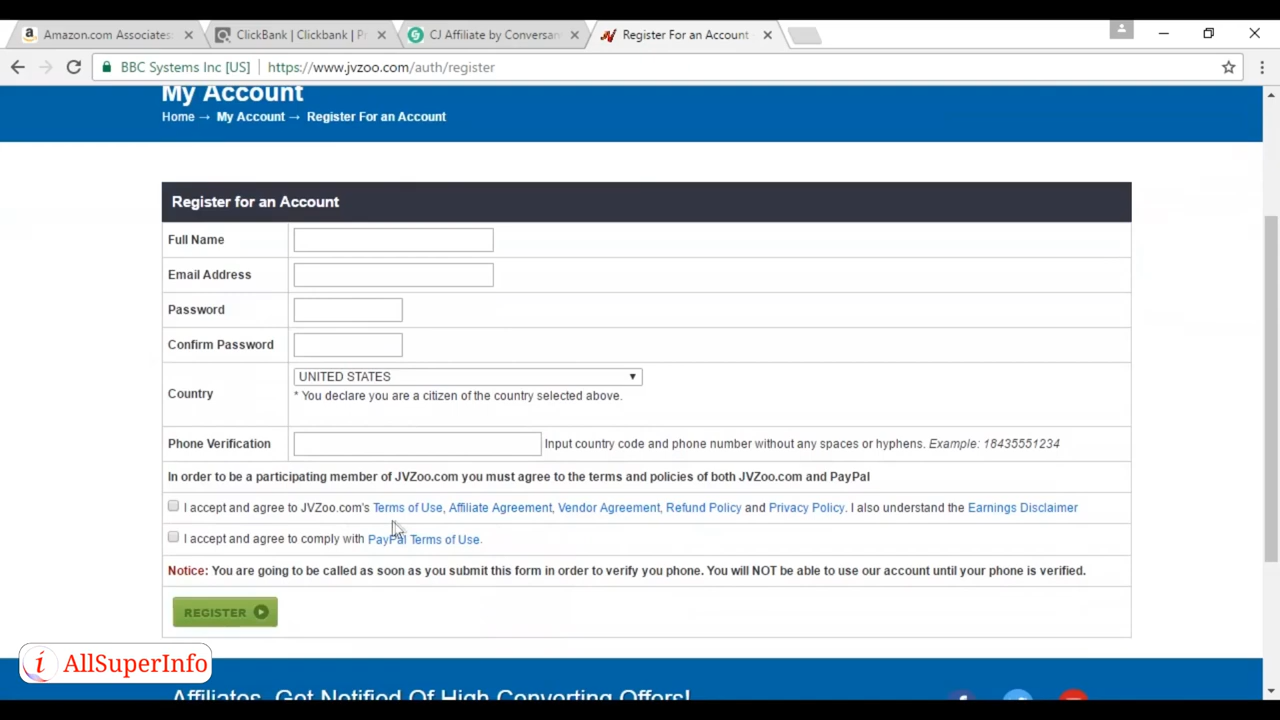 Amazon.com Associates
ClickBank | Clickbank | P
CJ Affiliate by Conversan
Register For an Account
BBC Systems Inc [US]
https://www.jvzoo.com/auth/register
My Account
Home → My Account → Register For an Account
Register for an Account
Full Name
Email Address
Password
Confirm Password
Country
UNITED STATES
* You declare you are a citizen of the country selected above.
Phone Verification
Input country code and phone number without any spaces or hyphens. Example: 18435551234
In order to be a participating member of JVZoo.com you must agree to the terms and policies of both JVZoo.com and PayPal
I accept and agree to JVZoo.com's Terms of Use, Affiliate Agreement, Vendor Agreement, Refund Policy and Privacy Policy. I also understand the Earnings Disclaimer
I accept and agree to comply with PayPal Terms of Use.
Notice: You are going to be called as soon as you submit this form in order to verify you phone. You will NOT be able to use our account until your phone is verified.
REGISTER
i AllSuperInfo
Affiliates, Get Notified Of High Converting Offers!